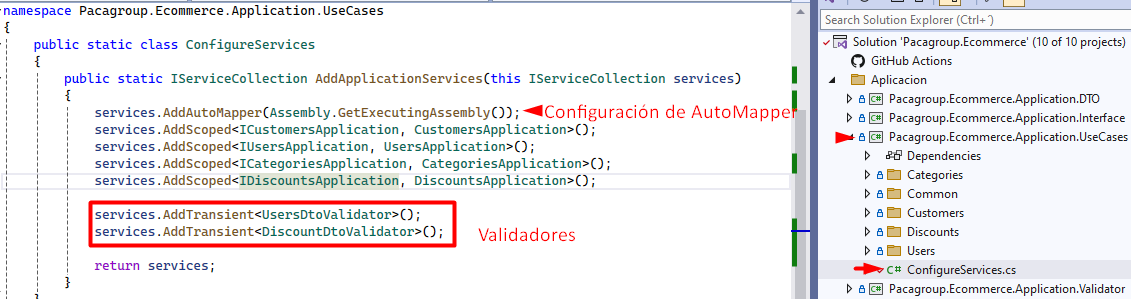 namespace Pacagroup.Ecommerce.Application.UseCases
{
public static class ConfigureServices
{
public static IServiceCollection AddApplicationServices(this IServiceCollection services)
{
services.AddAutoMapper(Assembly.GetExecutingAssembly());
Configuración de AutoMapper
services.AddScoped<ICustomersApplication, CustomersApplication>();
services.AddScoped<IUsersApplication, UsersApplication>();
services.AddScoped<ICategoriesApplication, CategoriesApplication>();
services.AddScoped<IDiscountsApplication, DiscountsApplication>();
services.AddTransient<UsersDtoValidator>();
services.AddTransient<DiscountDtoValidator>();
Validadores
return services;
}
}
Search Solution Explorer (Ctrl+´)
Solution 'Pacagroup.Ecommerce' (10 of 10 projects)
GitHub Actions
Aplicacion
C# Pacagroup.Ecommerce.Application.DTO
C# Pacagroup.Ecommerce.Application.Interface
C# Pacagroup.Ecommerce.Application.UseCases
Dependencies
Categories
Common
Customers
Discounts
Users
C# ConfigureServices.cs
C# Pacagroup.Ecommerce.Application.Validator